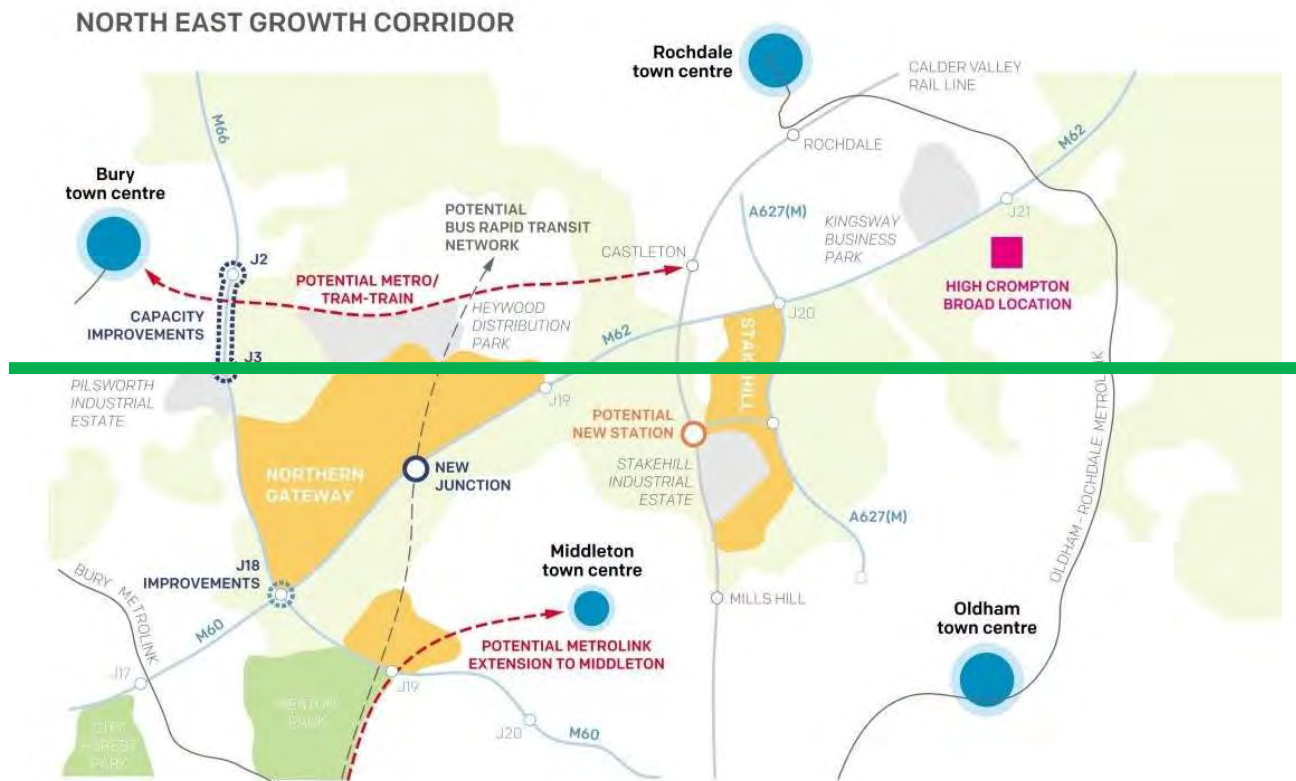 NORTH EAST GROWTH CORRIDOR
Rochdale
town centre
CALDER VALLEY
RAIL LINE
M66
M62
ROCHDALE
Bury
town centre
A627(M)
J21
POTENTIAL
BUS RAPID TRANSIT
NETWORK
KINGSWAY
BUSINESS
PARK
CASTLETON
J2
POTENTIAL METRO/
TRAM-TRAIN
HIGH CROMPTON
BROAD LOCATION
CAPACITY
IMPROVEMENTS
HEYWOOD
DISTRIBUTION
PARK
J20
M62
J3
PILSWORTH
INDUSTRIAL
ESTATE
J19
POTENTIAL
NEW STATION
NORTHERN
GATEWAY
NEW
JUNCTION
STAKEHILL
INDUSTRIAL
ESTATE
A627(M)
OLDHAM - ROCHDALE
J18
IMPROVEMENTS
Middleton
town centre
BURY METROLINK
MILLS HILL
M60
Oldham
town centre
POTENTIAL METROLINK
EXTENSION TO MIDDLETON
J17
J19
PARK
J20
M60
CITY
FOREST
PARK